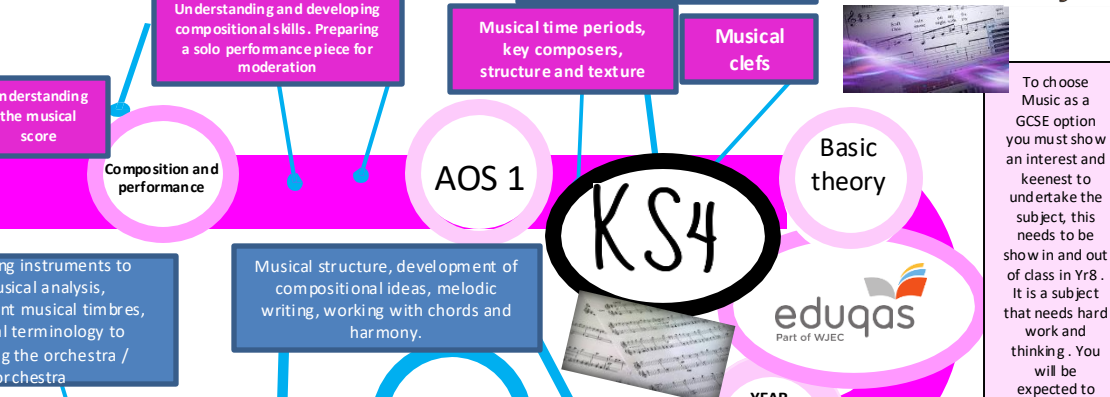 Understanding and developing
compositional skills. Preparing
a solo performance piece for
moderation
Musical time periods,
key composers,
structure and texture
Musical
clefs
nderstanding
the musical
score
Composition and
performance
AOS 1
KS4
Basic
theory
To choose
Music as a
GCSE option
you must show
an interest and
keenest to
undertake the
subject, this
needs to be
show in and out
of class in Yr8 .
It is a subject
that needs hard
work and
thinking . You
will be
expected to
ng instruments to
usical analysis,
nt musical timbres,
al terminology to
g the orchestra /
orchestra
Musical structure, development of
compositional ideas, melodic
writing, working with chords and
harmony.
eduqas
Part of WJEC
YEAR